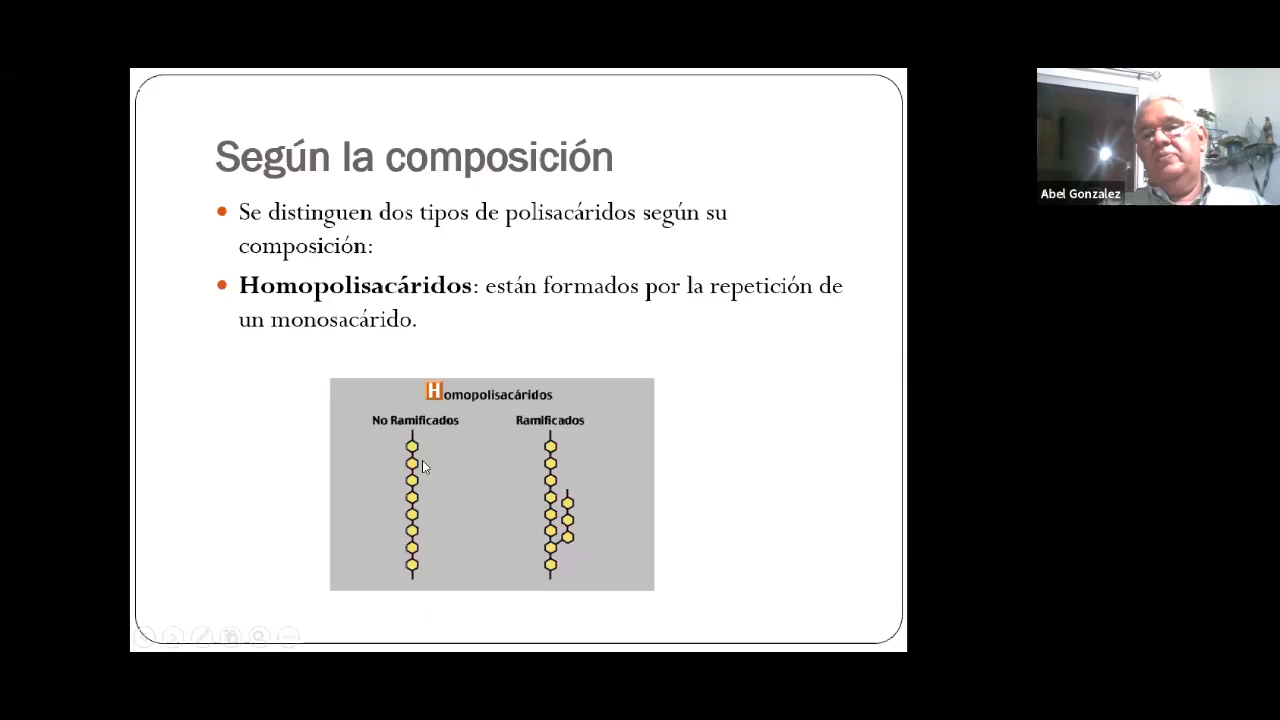 Según la composición
Se distinguen dos tipos de polisacáridos según su
composición:
Homopolisacáridos: están formados por la repetición de
un monosacárido.
Homopolisacáridos
No Ramificados
Ramificados
Abel Gonzalez